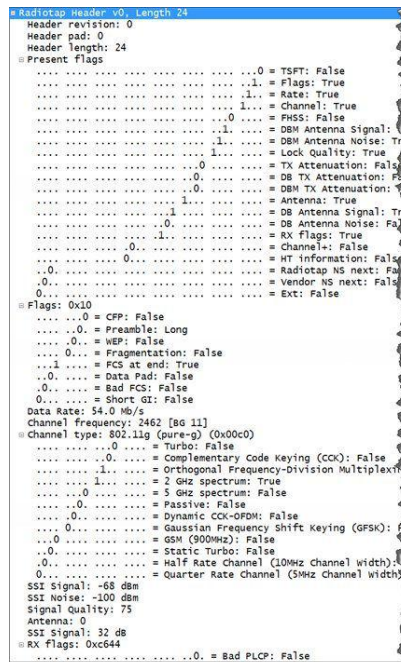 Radiotap Header v0, Length 24
Header revision: 0
Header pad: 0
Header length: 24
Present flags
.... .... .... .... .... .... .... ...0 = TSFT: False
.... .... .... .... .... .... .... ..1. = Flags: True
.... .... .... .... .... .... .... .1.. = Rate: True
.... .... .... .... .... .... .... 1... = Channel: True
.... .... .... .... .... .... ...0 .... = FHSS: False
.... .... .... .... .... .... ..1. .... = DBM Antenna Signal:
.... .... .... .... .... .... .1.. .... = DBM Antenna Noise: Tr
.... .... .... .... .... .... 1... .... = Lock Quality: True
.... .... .... .... .... ...0 .... .... = TX Attenuation: Fals
.... .... .... .... .... ..0. .... .... = DB TX Attenuation: F
.... .... .... .... .... .0.. .... .... = DBM TX Attenuation:
.... .... .... .... .... 1... .... .... = Antenna: True
.... .... .... .... ...1 .... .... .... = DB Antenna Signal: Tr
.... .... .... .... ..0. .... .... .... = DB Antenna Noise: Fa
.... .... .... .... .1.. .... .... .... = RX flags: True
.... .... .... .0.. .... .... .... .... = Channel+: False
.... .... .... 0... .... .... .... .... = HT information: Fals
..0. .... .... .... .... .... .... .... = Radiotap NS next: Fa
.0.. .... .... .... .... .... .... .... = Vendor NS next: Fals
0... .... .... .... .... .... .... .... = Ext: False
Flags: 0x10
.... ...0 = CFP: False
.... ..0. = Preamble: Long
.... .0.. = WEP: False
.... 0... = Fragmentation: False
...1 .... = FCS at end: True
..0. .... = Data Pad: False
.0.. .... = Bad FCS: False
0... .... = Short GI: False
Data Rate: 54.0 Mb/s
Channel frequency: 2462 [BG 11]
Channel type: 802.11g (pure-g) (0x00c0)
.... .... ...0 .... = Turbo: False
.... .... ..0. .... = Complementary Code Keying (CCK): False
.... .... .1.. .... = Orthogonal Frequency-Division Multiplexin
.... .... 1... .... = 2 GHz spectrum: True
.... ...0 .... .... = 5 GHz spectrum: False
.... ..0. .... .... = Passive: False
.... .0.. .... .... = Dynamic CCK-OFDM: False
.... 0... .... .... = Gaussian Frequency Shift Keying (GFSK): F
...0 .... .... .... = GSM (900MHz): False
..0. .... .... .... = Static Turbo: False
.0.. .... .... .... = Half Rate Channel (10MHz Channel Width):
0... .... .... .... = Quarter Rate Channel (5MHz Channel Width)
SSI Signal: -68 dBm
SSI Noise: -100 dBm
Signal Quality: 75
Antenna: 0
SSI Signal: 32 dB
RX flags: 0xc644
.... .... .... .... .... ..0. = Bad PLCP: False